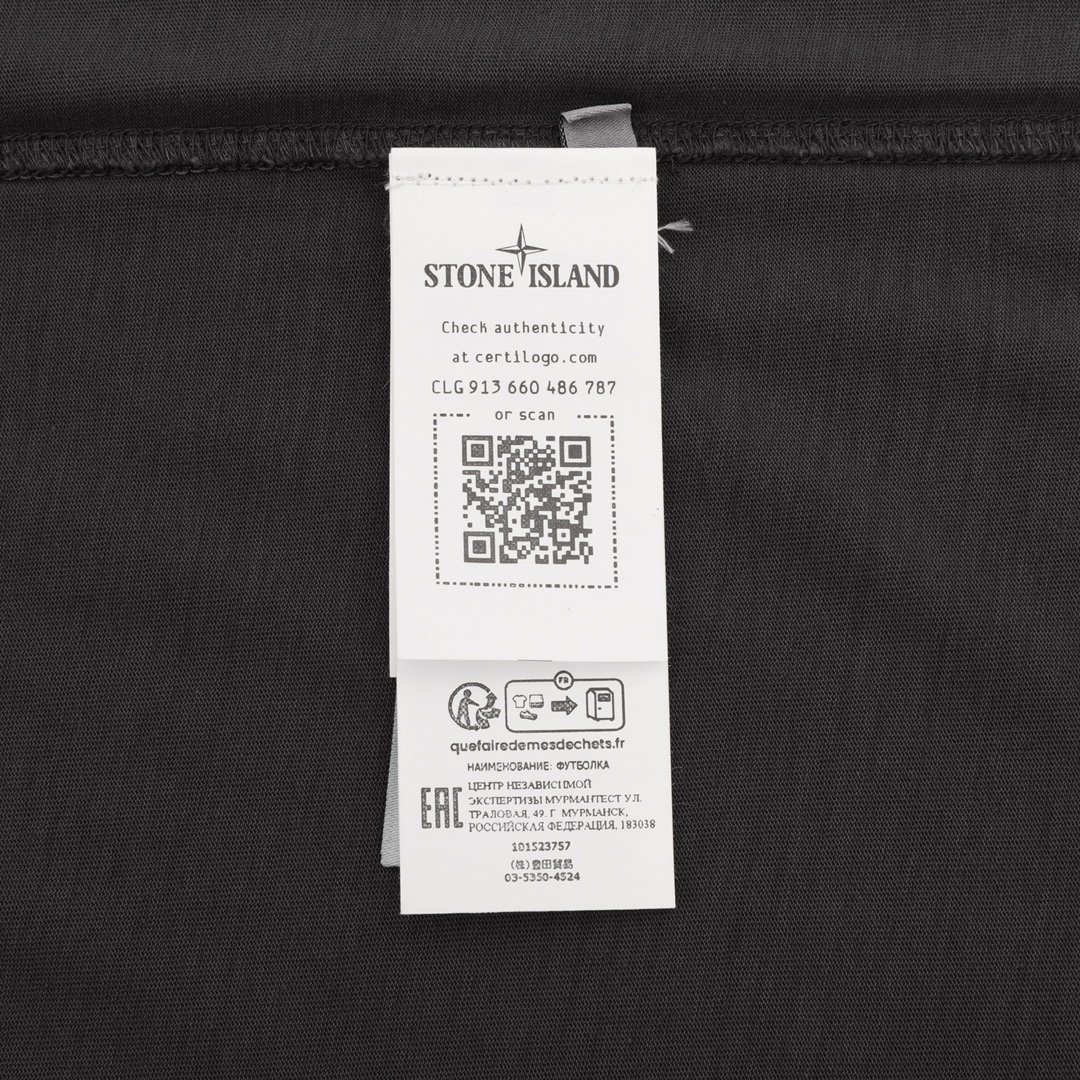 STONE ISLAND
Check authenticity
at certilogo.com
CLG 913 660 486 787
or scan
FR
quefairedemesdechets.fr
НАИМЕНОВАНИЕ: ФУТБОЛКА
EAC
ЦЕНТР НЕЗАВИСІМОЙ
ЭКСПЕРТИЗЫ МУРМАНТЕСТ УЛ.
ТРАЛОВАЯ, 49, Г МУРМАНСК,
РОССИЙСКАЯ ФЕДЕРАЦИЯ, 183038
101523757
(株)豊田貿易
03-5350-4524